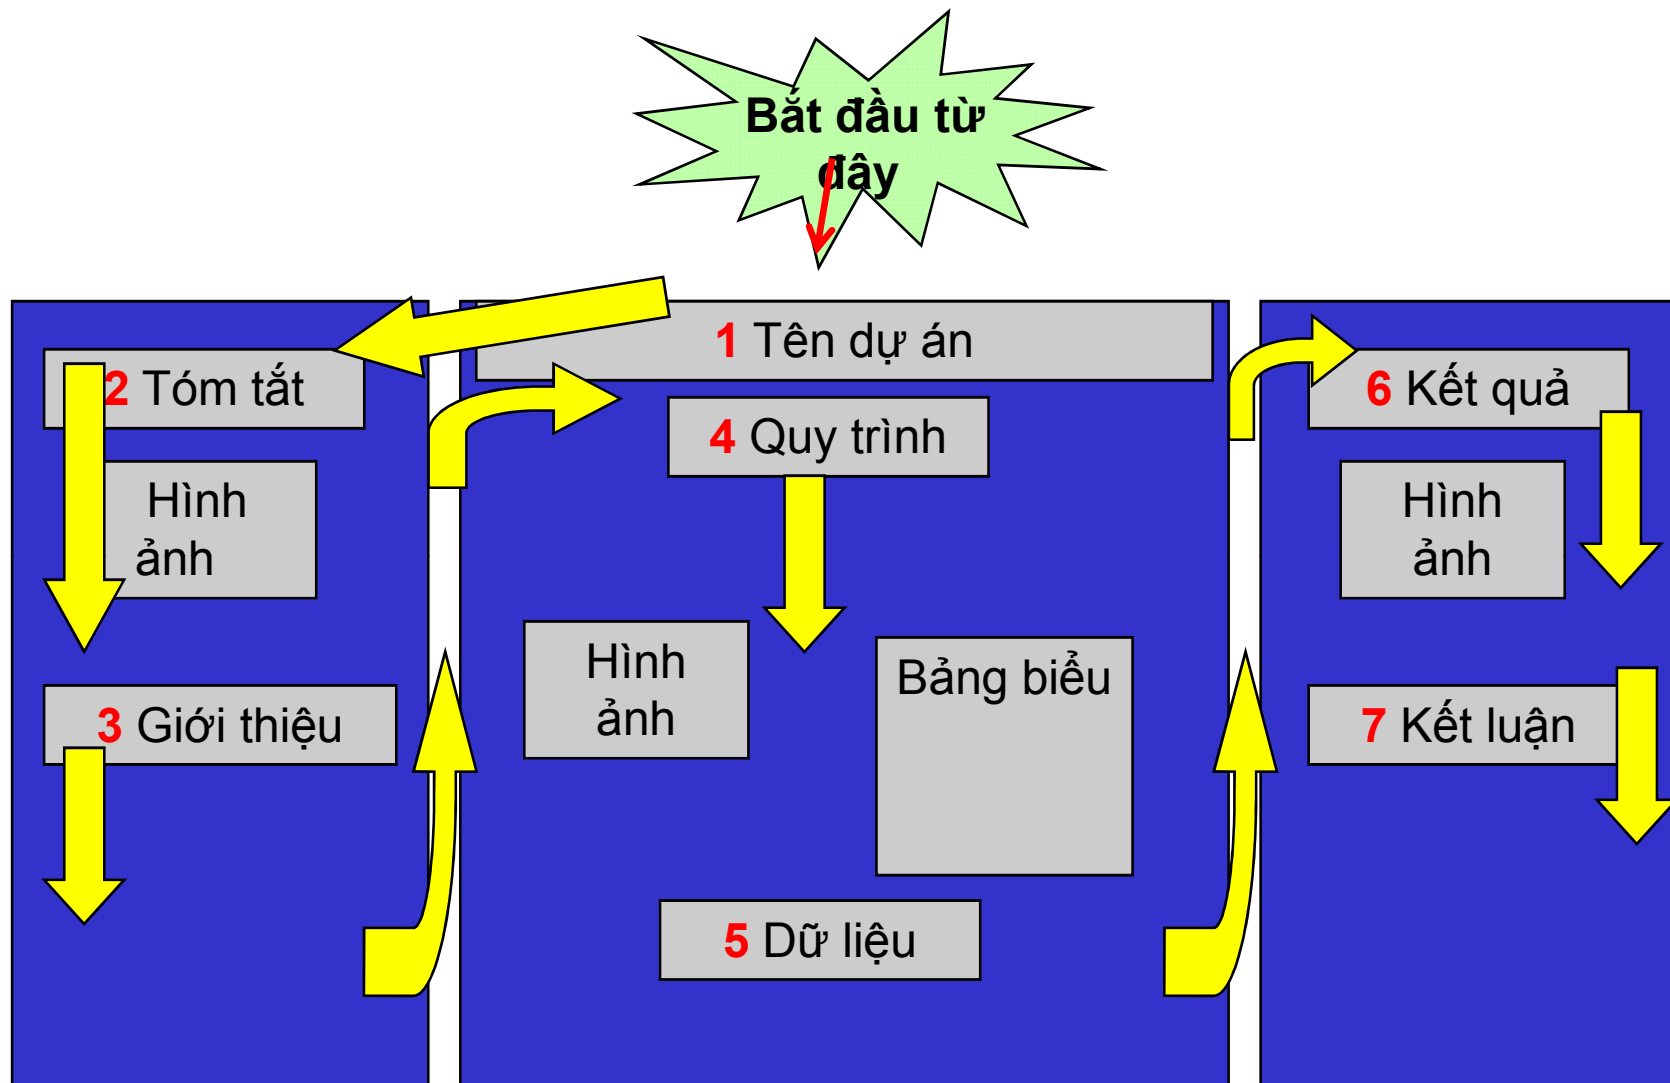 Bắt đầu từ
đây
1 Tên dự án
2 Tóm tắt
Hình
ảnh
3 Giới thiệu
4 Quy trình
Hình
ảnh
Bảng biểu
5 Dữ liệu
6 Kết quả
Hình
ảnh
7 Kết luận